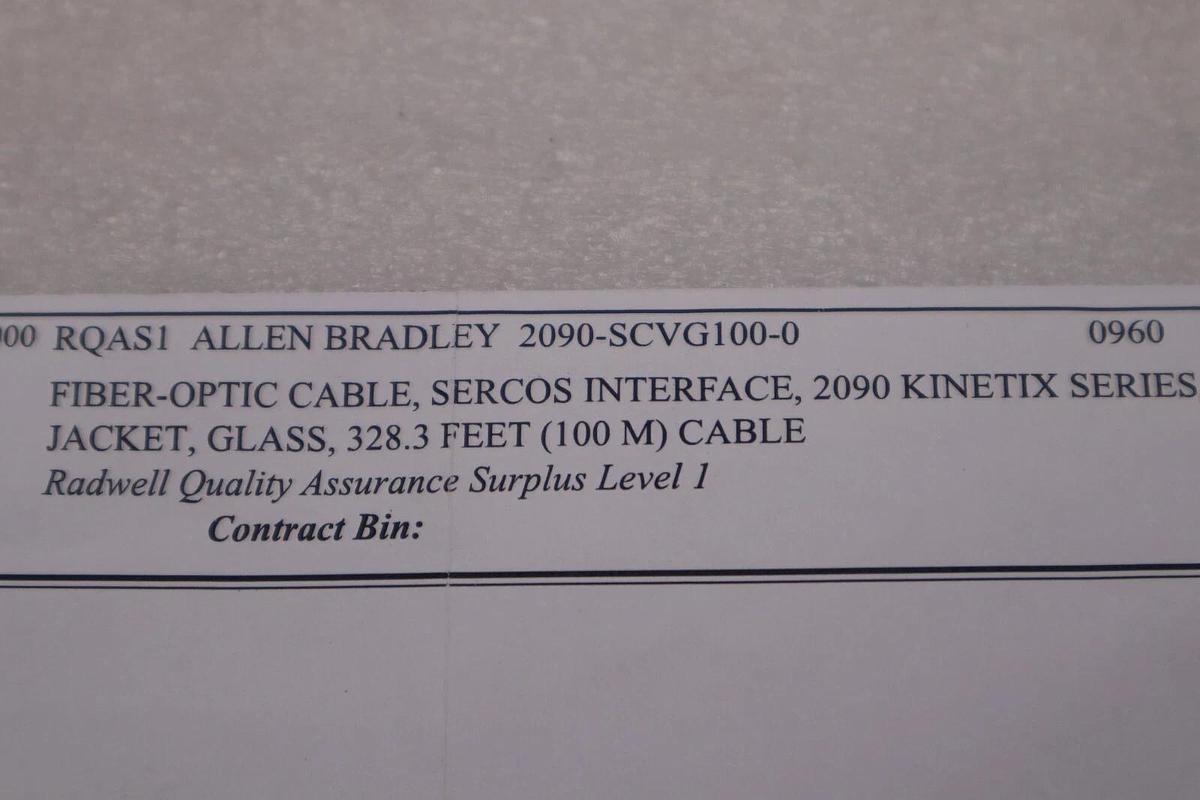 000 RQAS1 ALLEN BRADLEY 2090-SCVG100-0 0960
FIBER-OPTIC CABLE, SERCOS INTERFACE, 2090 KINETIX SERIES
JACKET, GLASS, 328.3 FEET (100 M) CABLE
Radwell Quality Assurance Surplus Level 1
Contract Bin: